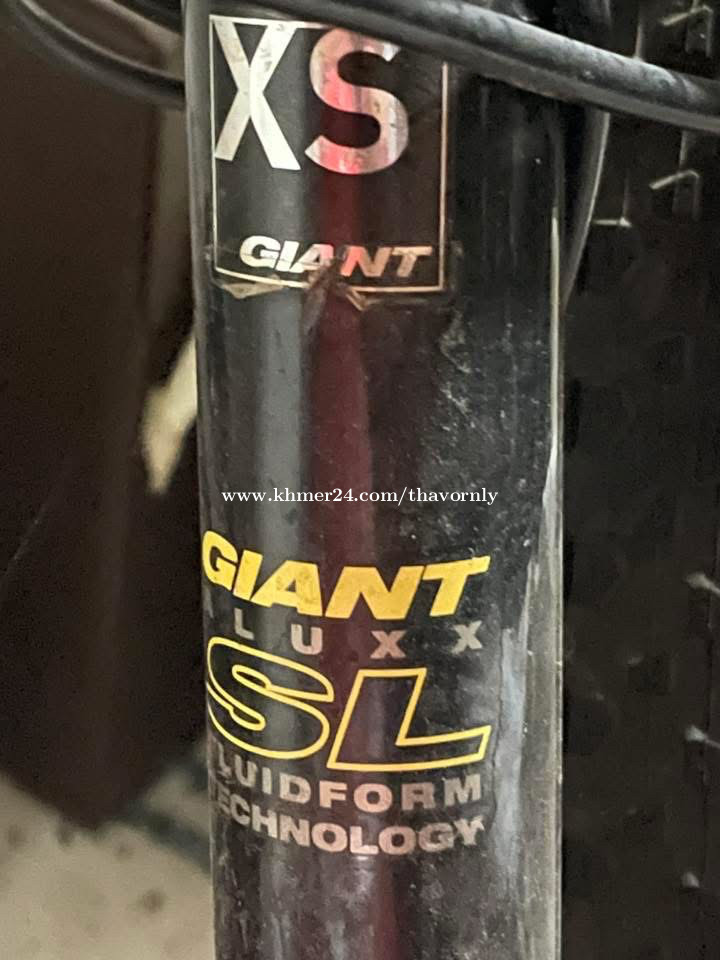 XS
GIANT
www.khmer24.com/thavornly
GIANT
ALUXX
SL
FLUIDFORM
TECHNOLOGY